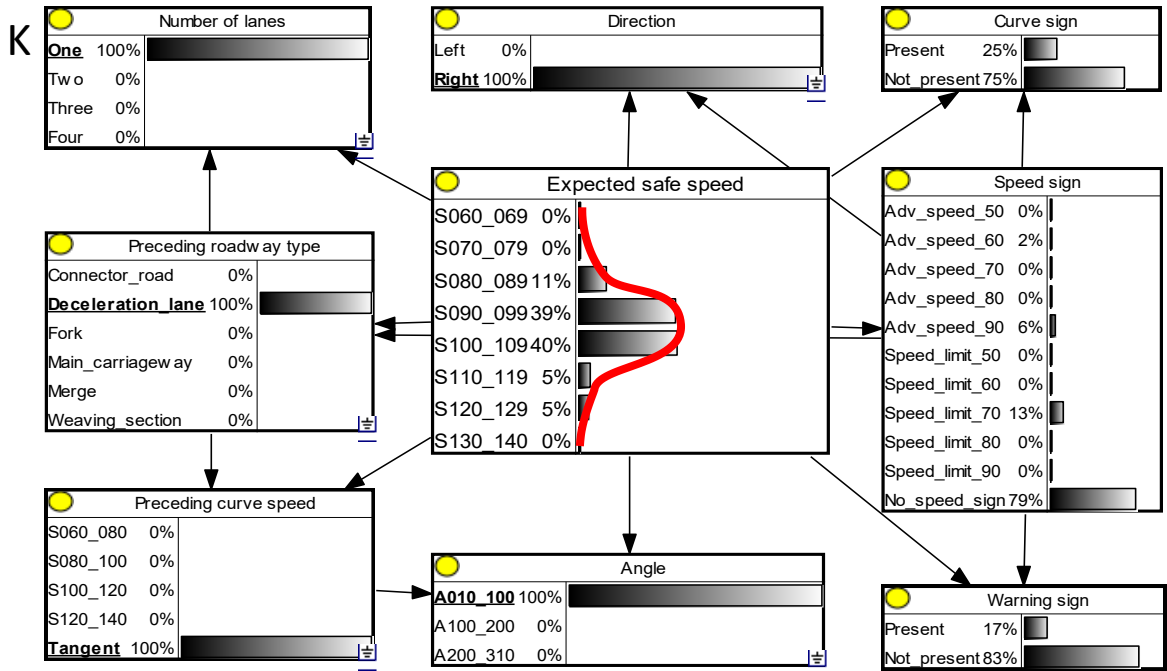 K
Number of lanes
One 100%
Two 0%
Three 0%
Four 0%
Direction
Left 0%
Right 100%
Curve sign
Present 25%
Not_present 75%
Preceding roadway type
Connector_road 0%
Deceleration_lane 100%
Fork 0%
Main_carriageway 0%
Merge 0%
Weaving_section 0%
Expected safe speed
S060_069 0%
S070_079 0%
S080_089 11%
S090_099 39%
S100_109 40%
S110_119 5%
S120_129 5%
S130_140 0%
Speed sign
Adv_speed_50 0%
Adv_speed_60 2%
Adv_speed_70 0%
Adv_speed_80 0%
Adv_speed_90 6%
Speed_limit_50 0%
Speed_limit_60 0%
Speed_limit_70 13%
Speed_limit_80 0%
Speed_limit_90 0%
No_speed_sign 79%
Preceding curve speed
S060_080 0%
S080_100 0%
S100_120 0%
S120_140 0%
Tangent 100%
Angle
A010_100 100%
A100_200 0%
A200_310 0%
Warning sign
Present 17%
Not_present 83%